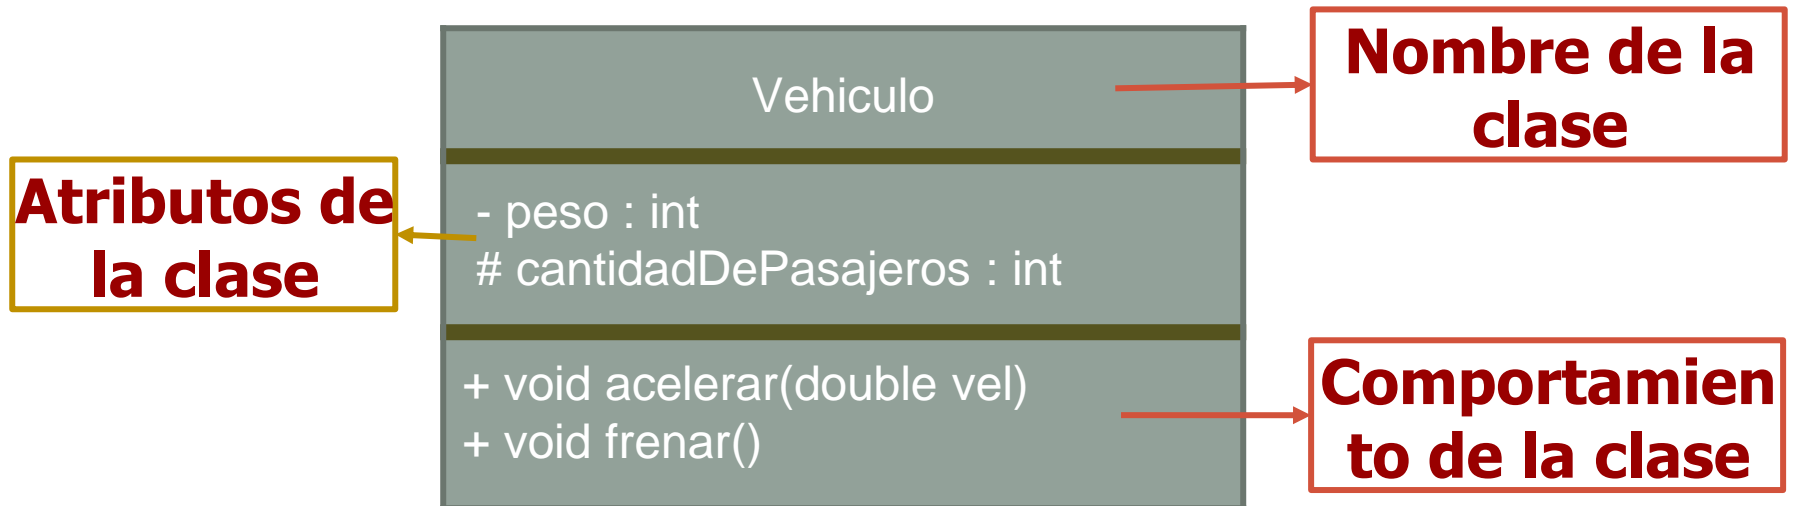 Vehiculo
Nombre de la
clase
Atributos de
la clase
- peso : int
# cantidadDePasajeros : int
+ void acelerar(double vel)
+ void frenar()
Comportamien
to de la clase